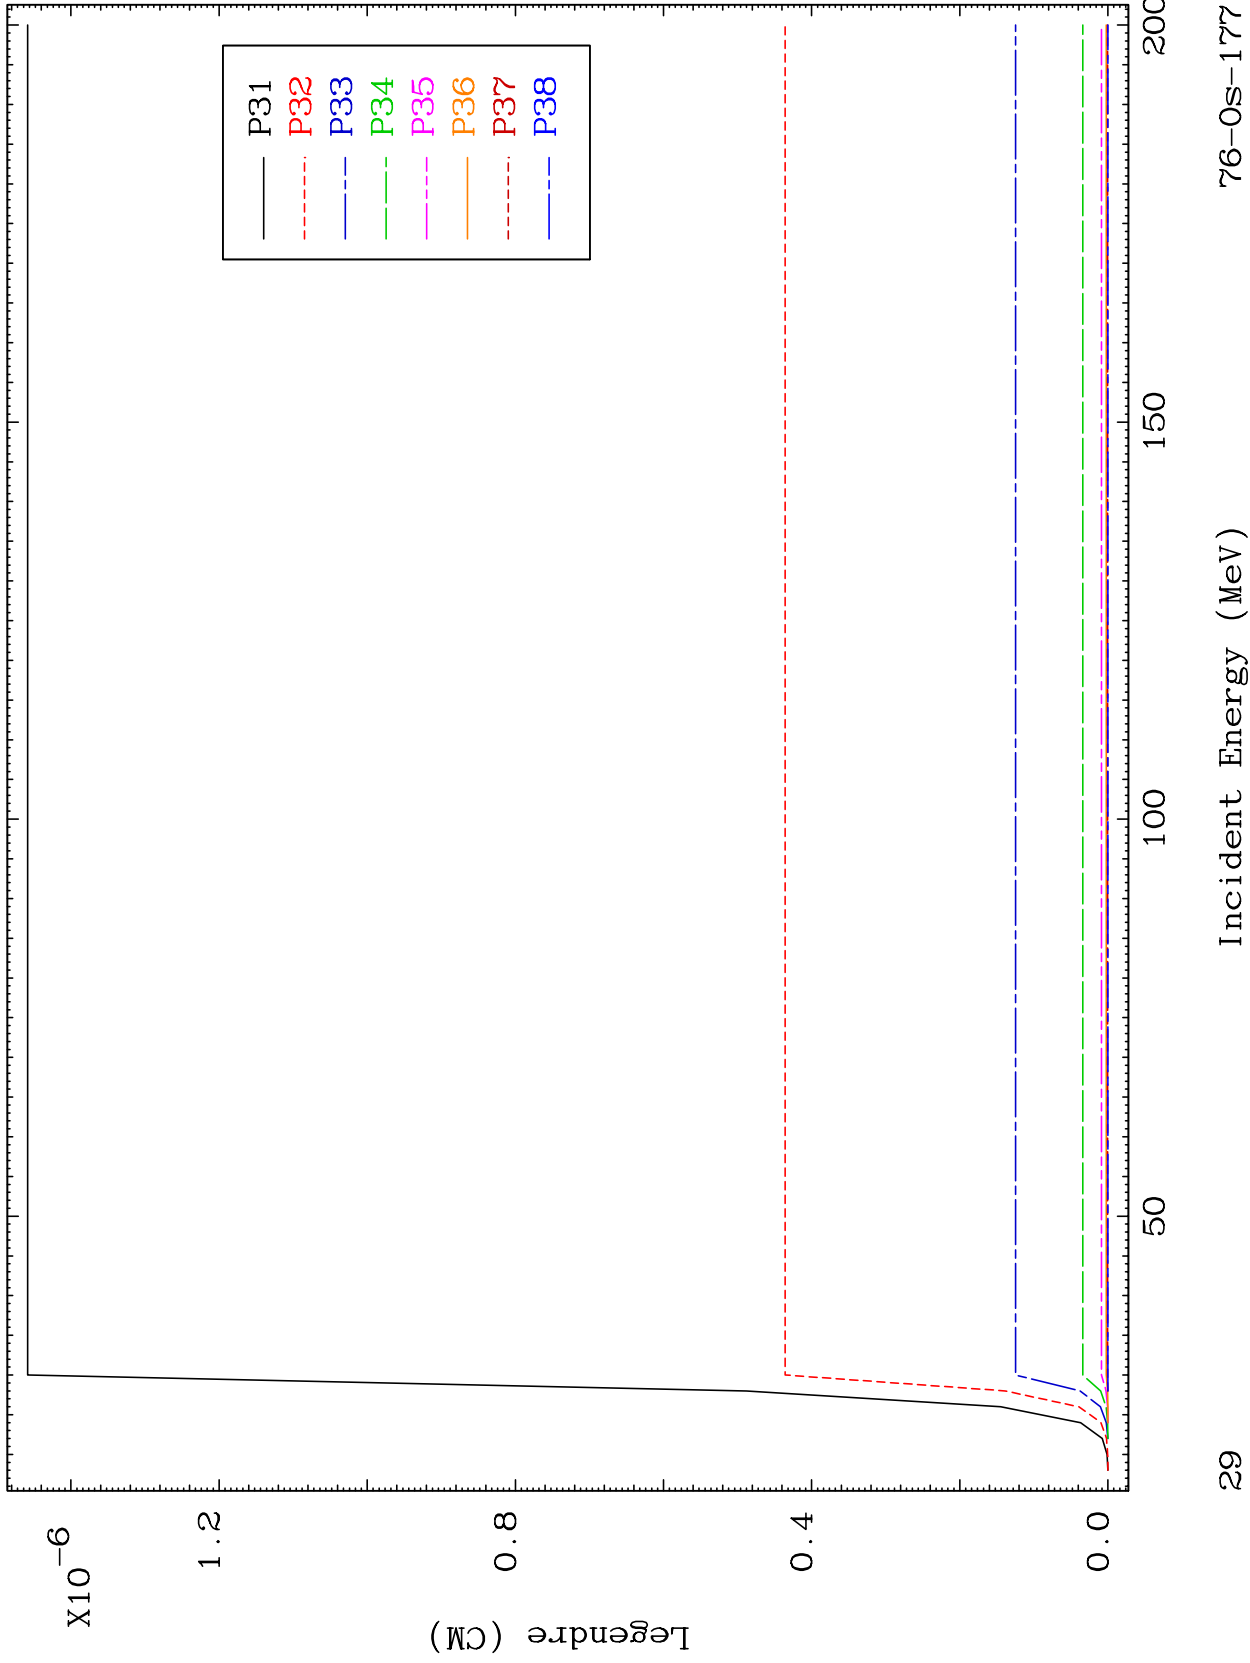 X10-6
1.2
0.8
0.4
0.0
Legendre (CM)
P31
P32
P33
P34
P35
P36
P37
P38
50
100
150
200
Incident Energy (MeV)
29
76-Os-177